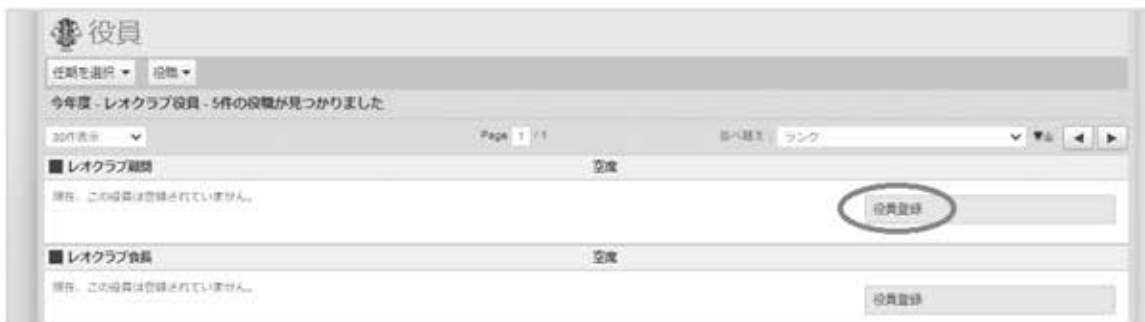 役員
任期を選択 ▼ 役職 ▼
今年度 - レオクラブ役員 - 5件の役職が見つかりました
20件表示 Page 1 / 1 並べ替え ランク
レオクラブ顧問 空席
現在、この役員は登録されていません。
役員登録
レオクラブ会長 空席
現在、この役員は登録されていません。
役員登録